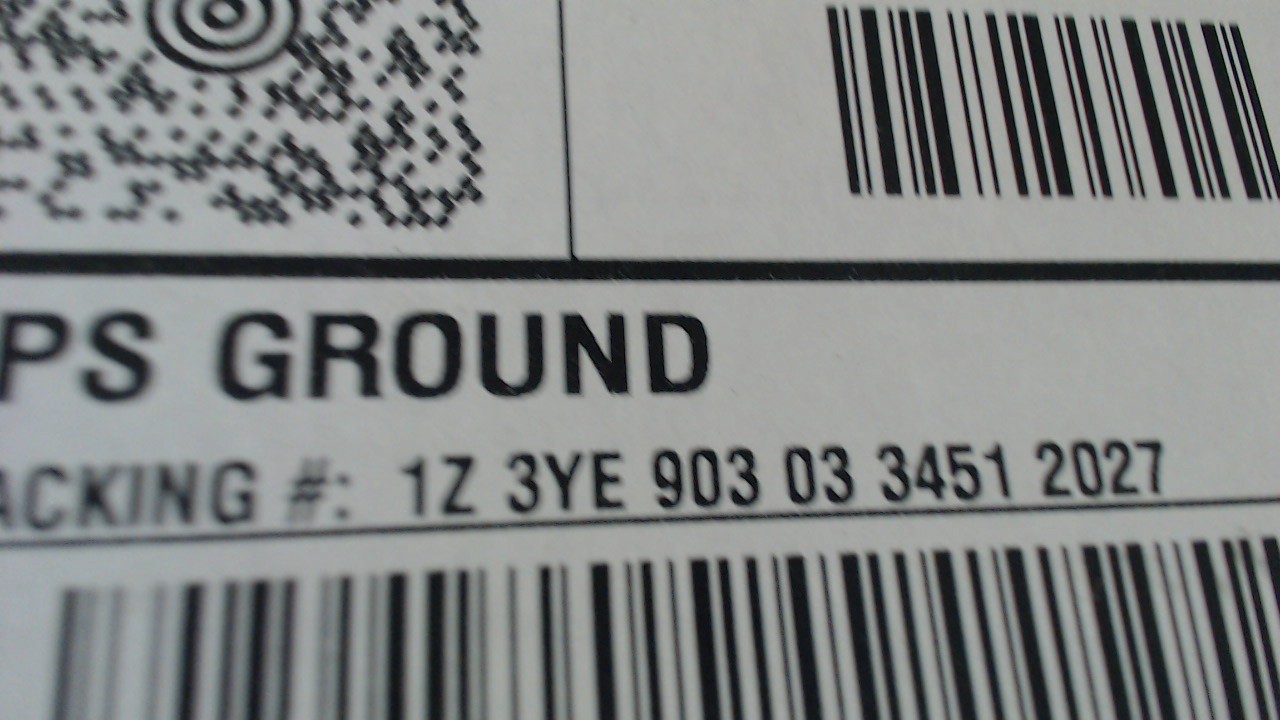 PS GROUND
ACKING #: 1Z 3YE 903 03 3451 2027